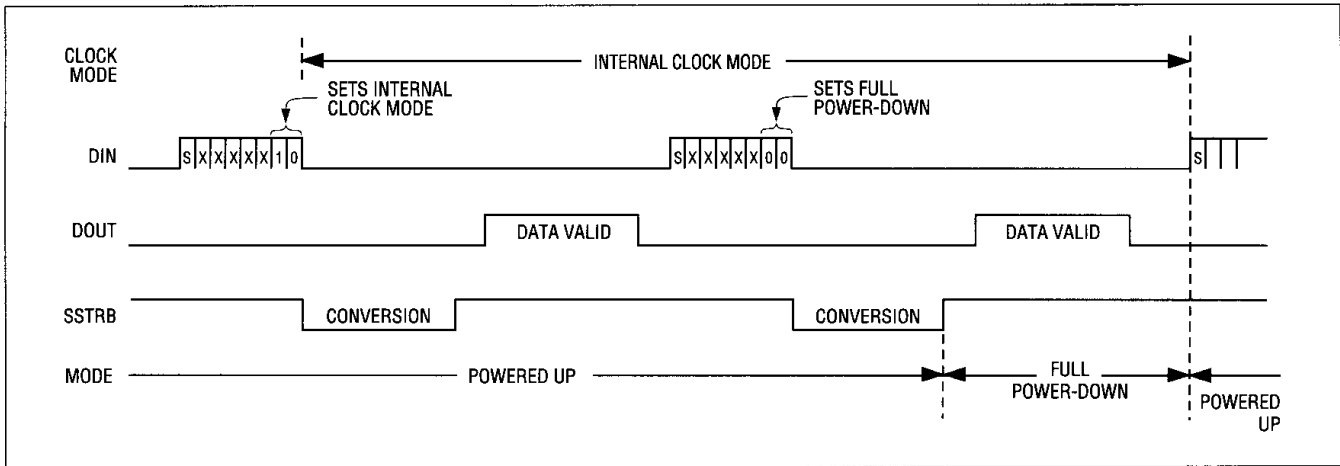 CLOCK
MODE
INTERNAL CLOCK MODE
SETS INTERNAL
CLOCK MODE
SETS FULL
POWER-DOWN
DIN
S X X X X X 1 0
S X X X X X 0 0
S
DOUT
DATA VALID
DATA VALID
SSTRB
CONVERSION
CONVERSION
MODE
POWERED UP
FULL
POWER-DOWN
POWERED
UP